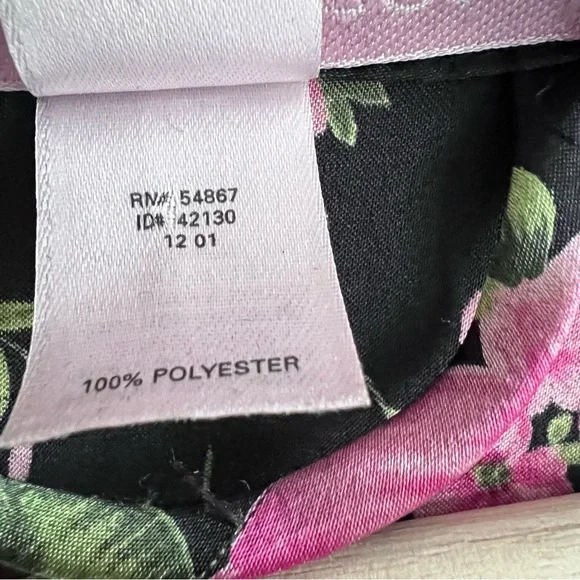 RN# 54867
ID# 42130
12 01
100% POLYESTER